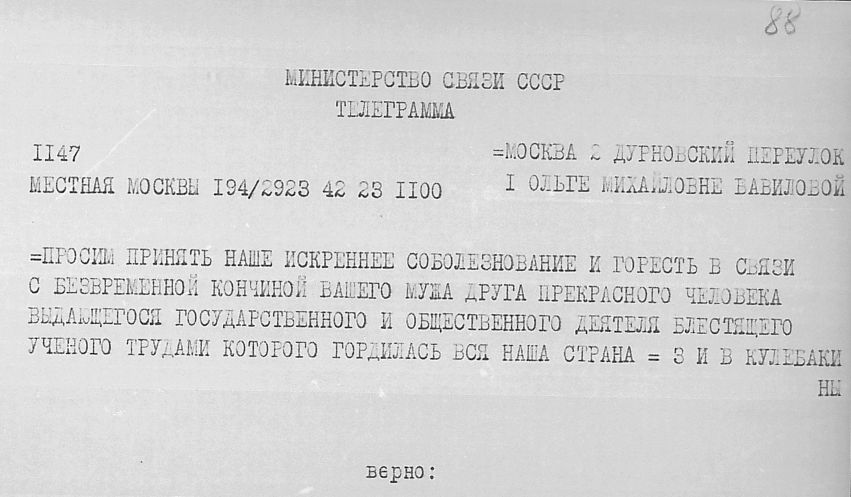 88
МИНИСТЕРСТВО СВЯЗИ СССР
ТЕЛЕГРАММА
II47
=МОСКВА 2 ДУРНОВСКИЙ ПЕРЕУЛОК
МЕСТНАЯ МОСКВЫ I94/2923 42 23 II00
I ОЛЬГЕ МИХАЙЛОВНЕ ВАВИЛОВОЙ
=ПРОСИМ ПРИНЯТЬ НАШЕ ИСКРЕННЕЕ СОБОЛЕЗНОВАНИЕ И ГОРЕСТЬ В СВЯЗИ
С БЕЗВРЕМЕННОЙ КОНЧИНОЙ ВАШЕГО МУЖА ДРУГА ПРЕКРАСНОГО ЧЕЛОВЕКА
ВЫДАЮЩЕГОСЯ ГОСУДАРСТВЕННОГО И ОБЩЕСТВЕННОГО ДЕЯТЕЛЯ БЛЕСТЯЩЕГО
УЧЕНОГО ТРУДАМИ КОТОРОГО ГОРДИЛАСЬ ВСЯ НАША СТРАНА = З И В КУЛЕБАКИ
НЫ
верно: